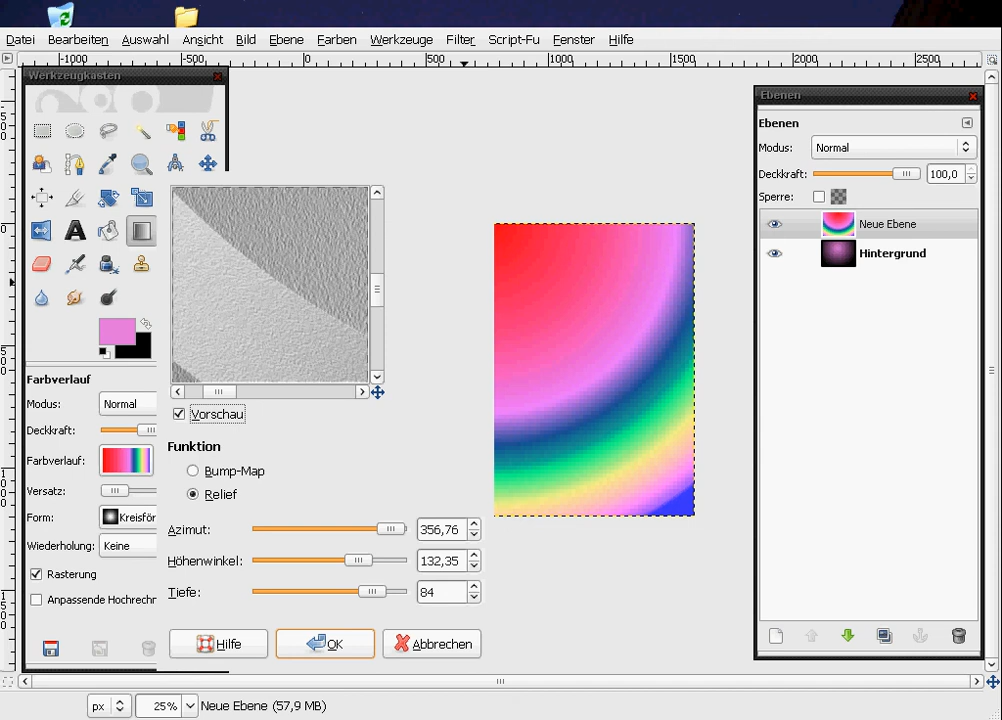 Datei Bearbeiten Auswahl Ansicht Bild Ebene Farben Werkzeuge Filter Script-Fu Fenster Hilfe
-1000 -500 0 500 1000 1500 2000 2500
Werkzeugkasten
Ebenen
Ebenen
Modus: Normal
Deckkraft: 100,0
Sperre:
Neue Ebene
Hintergrund
Farbverlauf
Modus: Normal
Deckkraft:
Farbverlauf:
Versatz:
Form: Kreisför
Wiederholung: Keine
Rasterung
Anpassende Hochrechr
Vorschau
Funktion
Bump-Map
Relief
Azimut: 356,76
Höhenwinkel: 132,35
Tiefe: 84
Hilfe OK Abbrechen
px 25% Neue Ebene (57,9 MB)